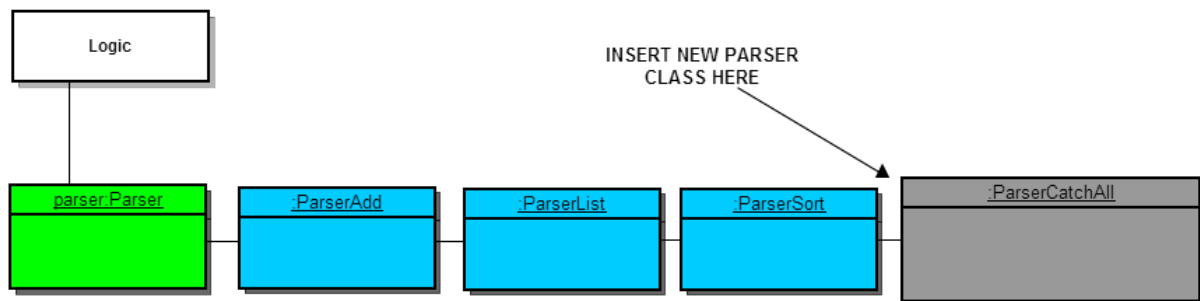 Logic
INSERT NEW PARSER
CLASS HERE
parser:Parser
:ParserAdd
:ParserList
:ParserSort
:ParserCatchAll